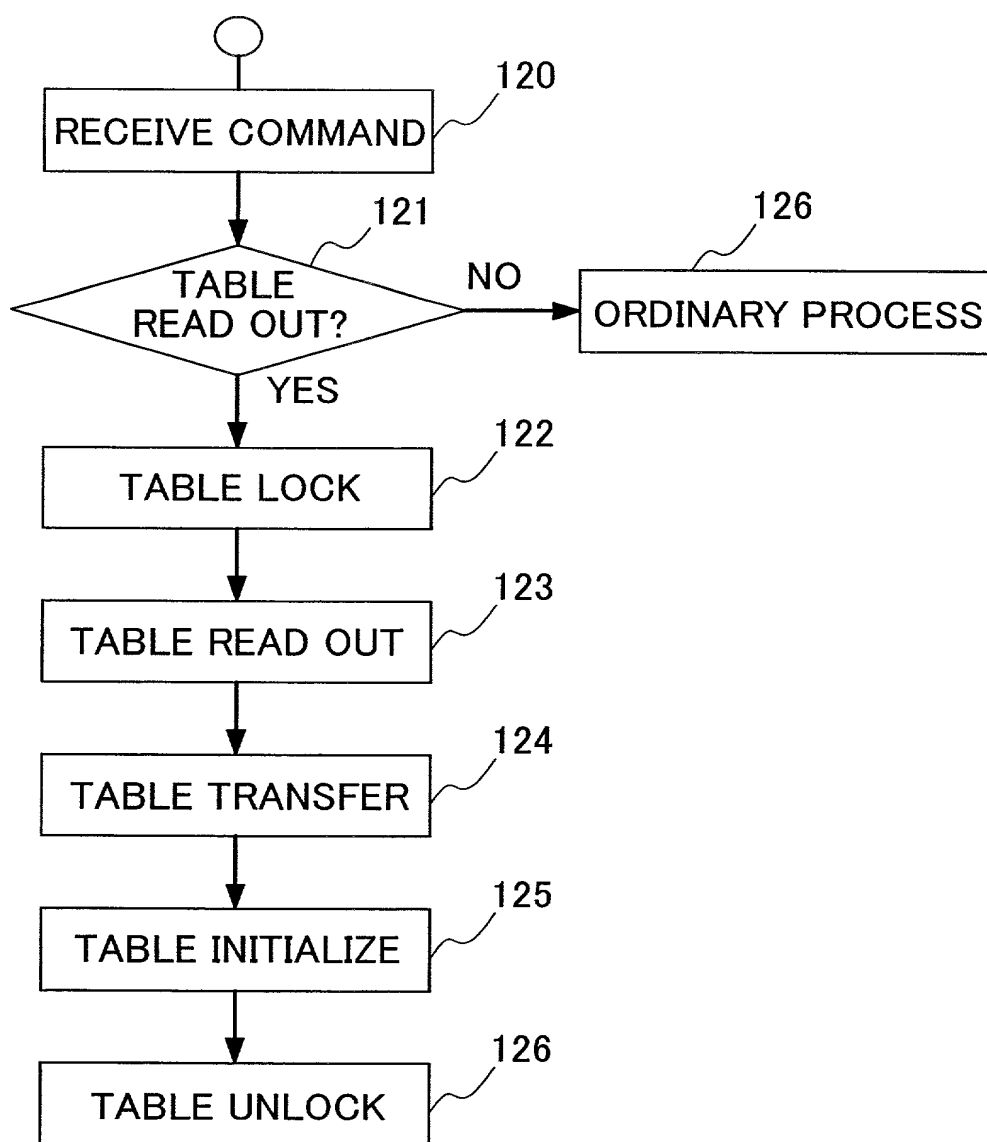 120
RECEIVE COMMAND
121
126
TABLE
READ OUT?
NO
ORDINARY PROCESS
YES
122
TABLE LOCK
123
TABLE READ OUT
124
TABLE TRANSFER
125
TABLE INITIALIZE
126
TABLE UNLOCK